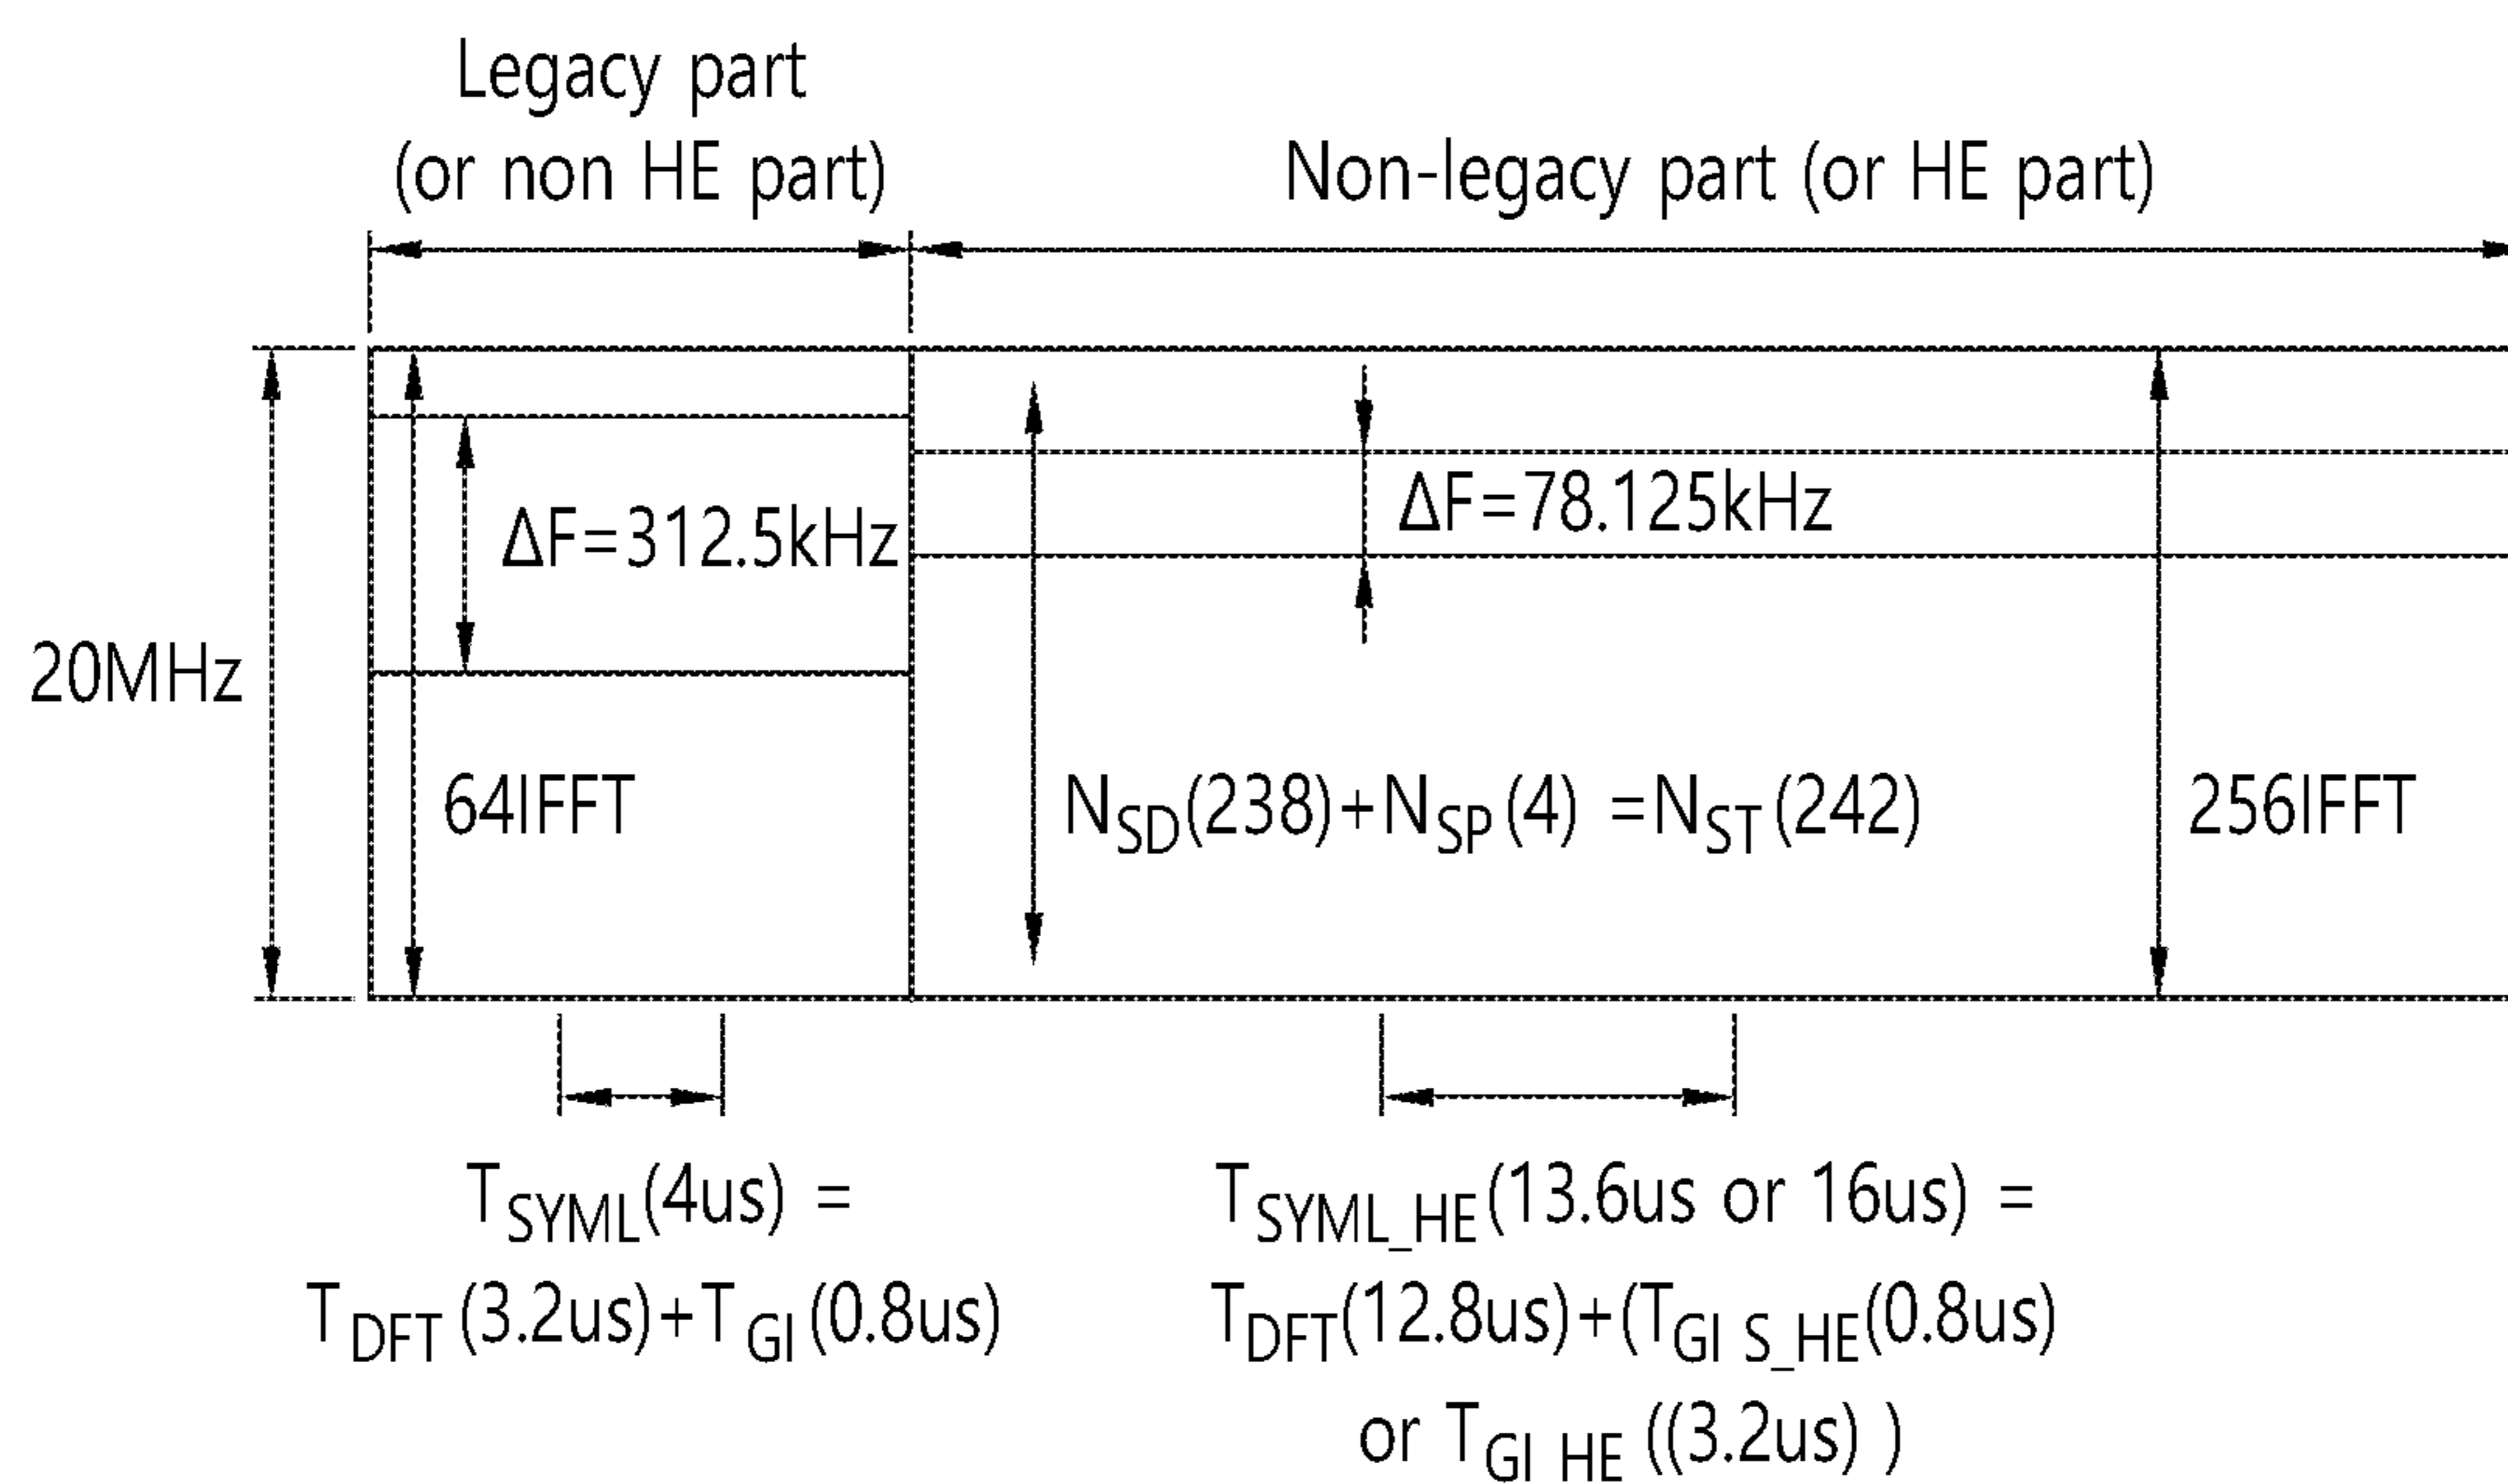 Legacy part
(or non HE part)
Non-legacy part (or HE part)
ΔF=312.5kHz
ΔF=78.125kHz
20MHz
64IFFT
NSD(238)+NSP(4) =NST(242)
256IFFT
TSYML(4us) =
TDFT(3.2us)+TGI(0.8us)
TSYML_HE(13.6us or 16us) =
TDFT(12.8us)+(TGI S_HE(0.8us)
or TGI HE ((3.2us) )